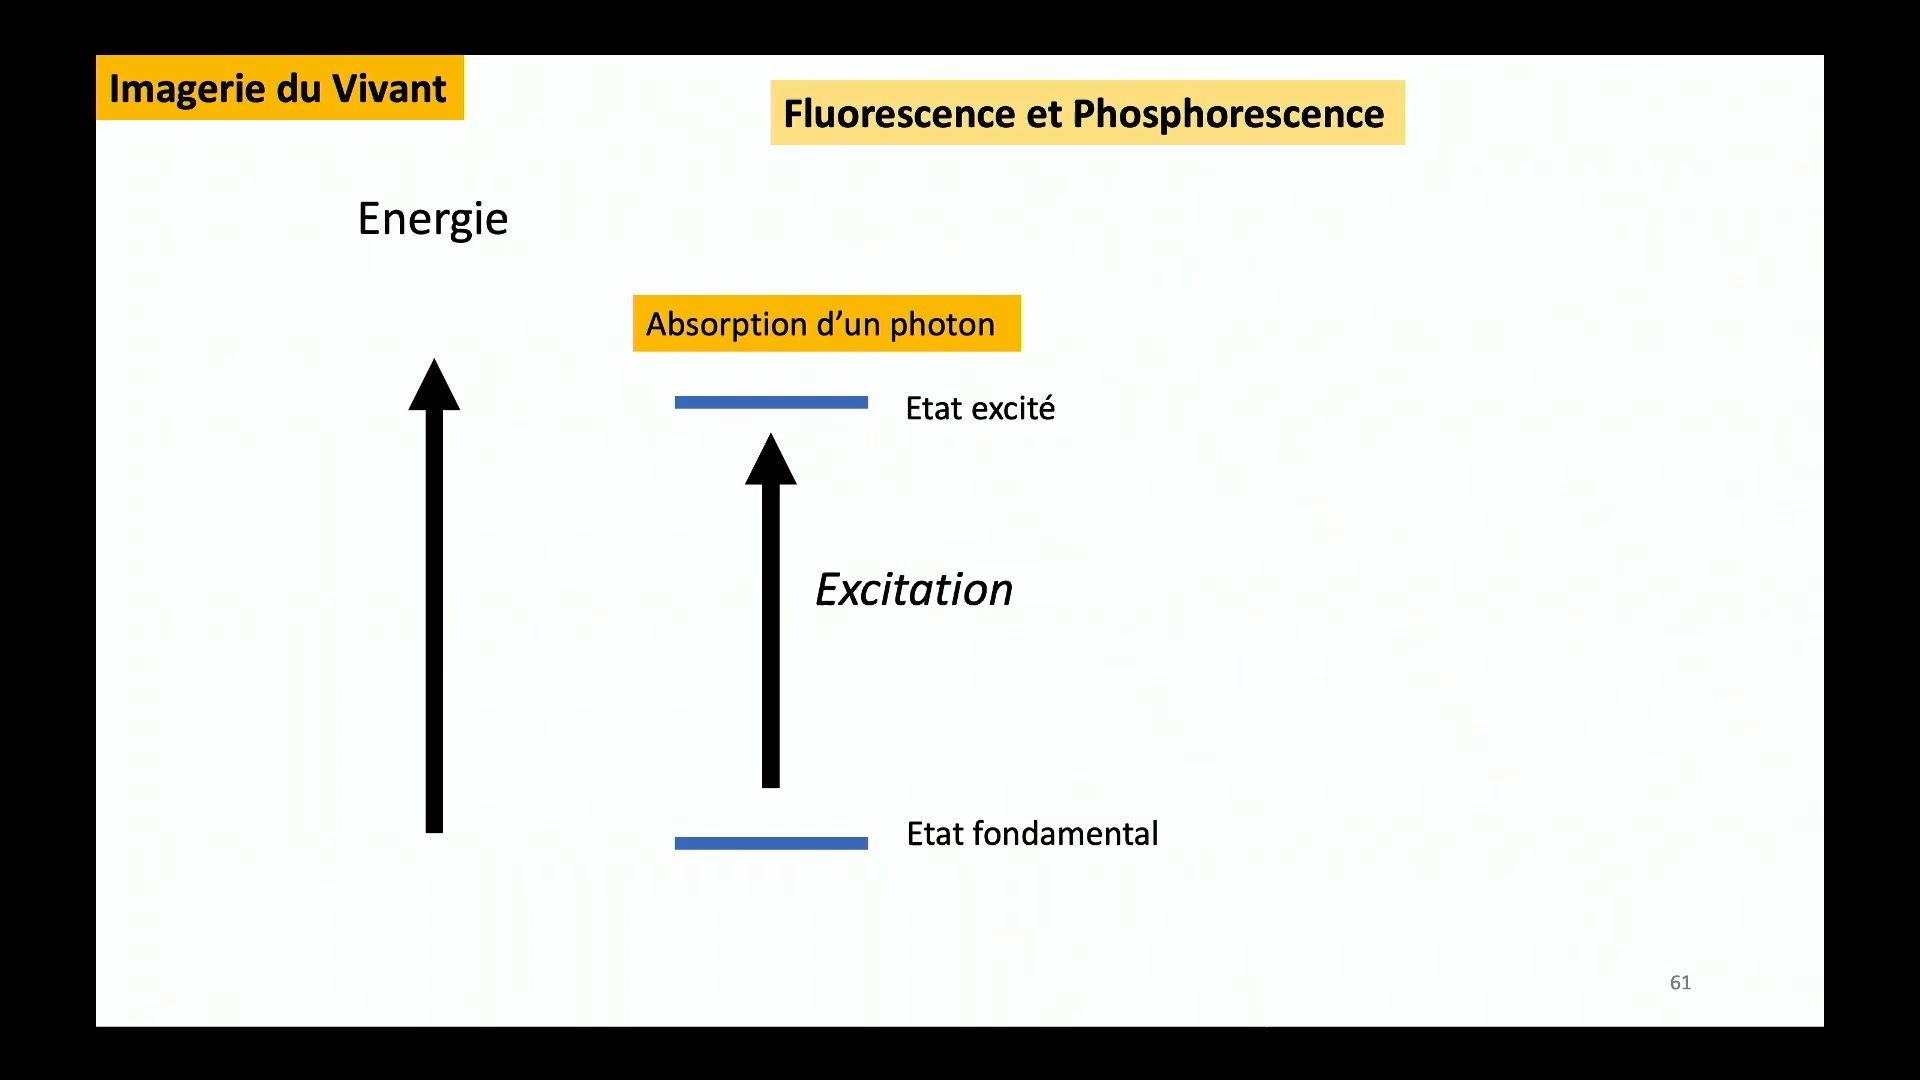 Imagerie du Vivant
Fluorescence et Phosphorescence
Energie
Absorption d’un photon
Etat excité
Excitation
Etat fondamental
61